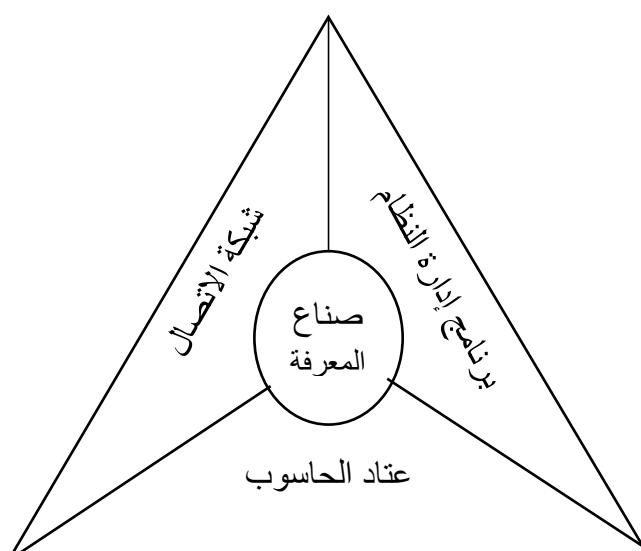 شبكة الاتصال
برنامج إدارة النظام
صناع
المعرفة
عتاد الحاسوب